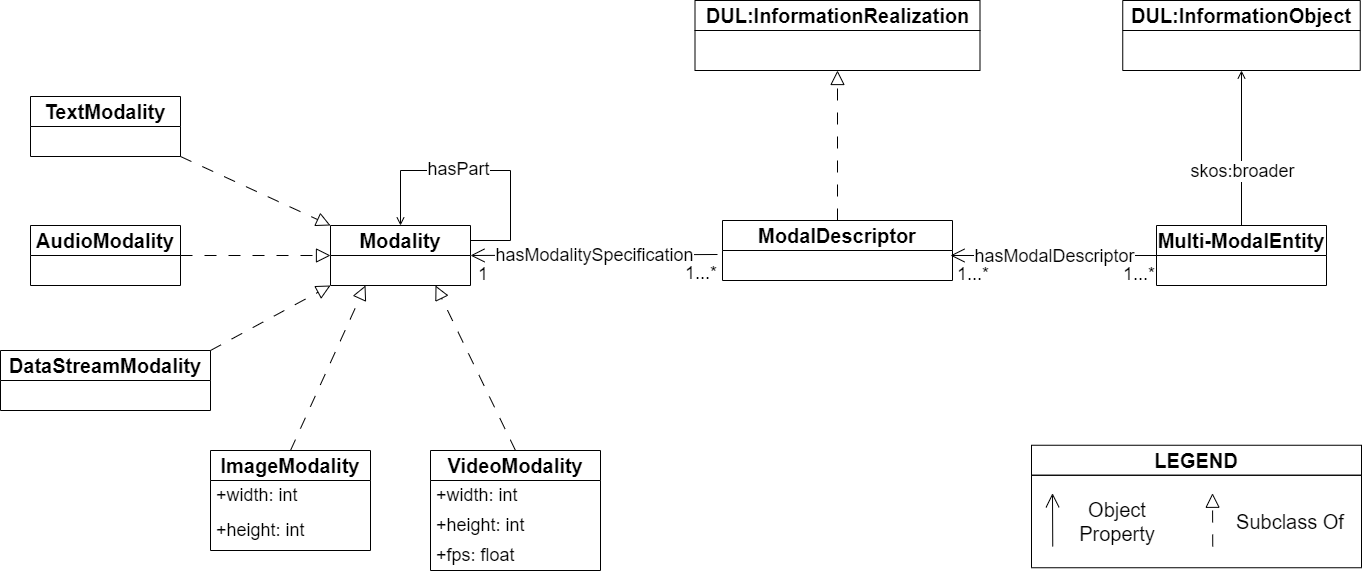 DUL:InformationRealization
DUL:InformationObject
TextModality
hasPart
skos:broader
AudioModality
Modality
hasModalitySpecification
1
1...*
ModalDescriptor
hasModalDescriptor
1...*
1...*
Multi-ModalEntity
DataStreamModality
ImageModality
+width: int
+height: int
VideoModality
+width: int
+height: int
+fps: float
LEGEND
Object
Property
Subclass Of